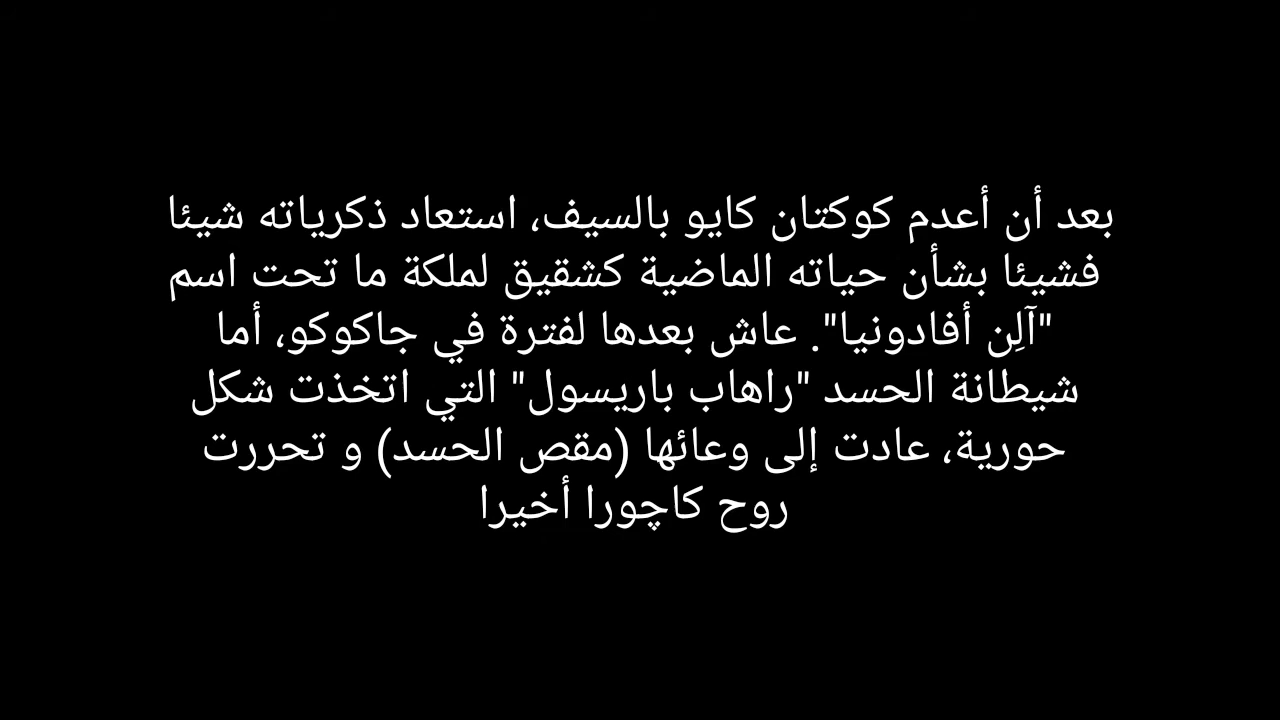 بعد أن أعدم كوكتان كايو بالسيف، استعاد ذكرياته شيئا
فشيئا بشأن حياته الماضية كشقيق لملكة ما تحت اسم
"آلِن أفادونيا". عاش بعدها لفترة في جاكوكو، أما
شيطانة الحسد "راهاب باريسول" التي اتخذت شكل
حورية، عادت إلى وعائها (مقص الحسد) و تحررت
روح كاچورا أخيرا